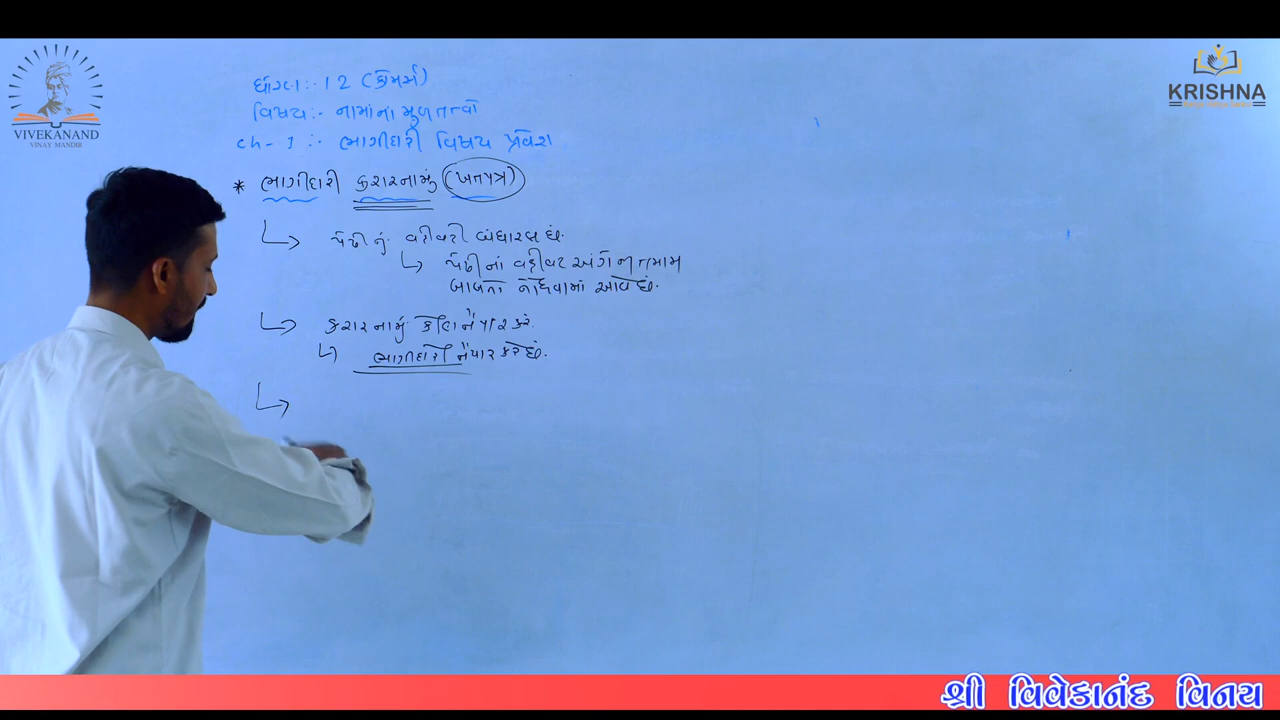 VIVEKANAND
VINAY MANDIR
KRISHNA
ધોરણ :- 12 (કોમર્સ)
વિષય :- નામાનાં મુળતત્વો
ch - 1 :- ભાગીદારી વિષય પ્રવેશ
* ભાગીદારી કરારનામું (ખતપત્ર)
પેઢી નું વહીવટી બંધારણ છે.
પેઢીનાં વહીવટ અંગે ની તમામ
બાબતો નોંધવામાં આવે છે.
કરારનામું કોણ તૈયાર કરે.
ભાગીદારો તૈયાર કરે છે.
શ્રી વિવેકાનંદ વિનય